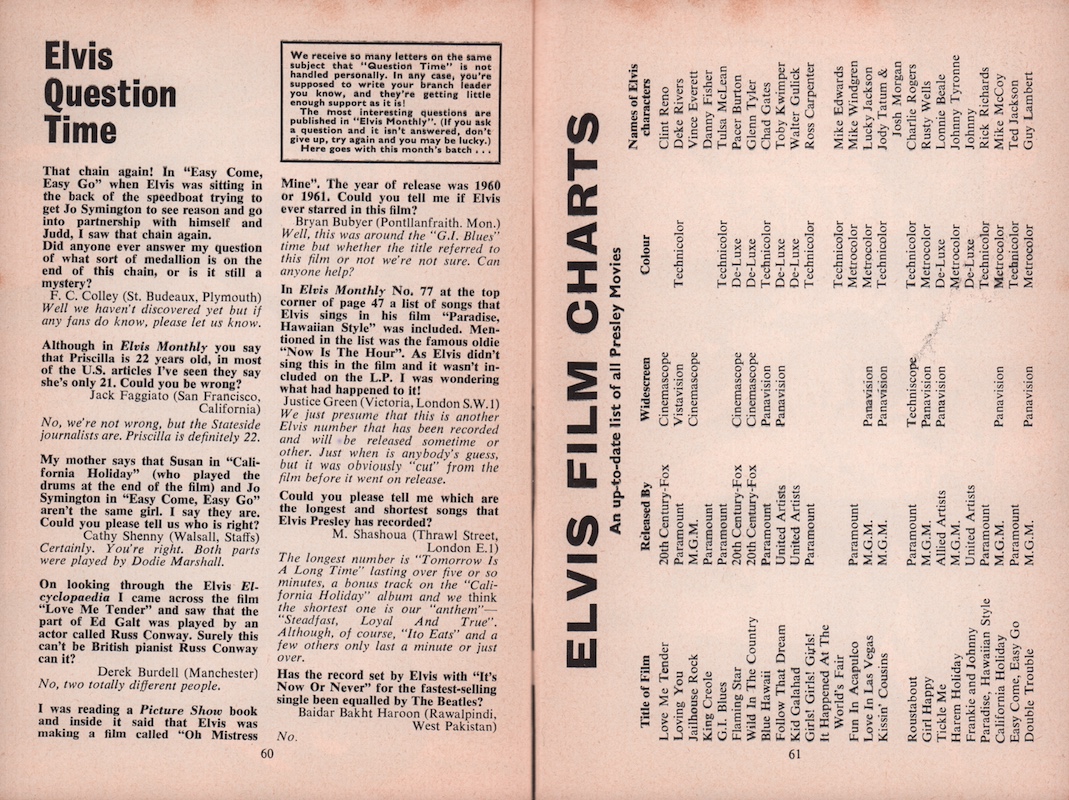 Elvis
Question
Time
That chain again! In “Easy Come,
Easy Go” when Elvis was sitting in
the back of the speedboat trying to
get Jo Symington to see reason and go
into partnership with himself and
Judd, I saw that chain again.
Did anyone ever answer my question
of what sort of medallion is on the
end of this chain, or is it still a
mystery?
F. C. Colley (St. Budeaux, Plymouth)
Well we haven't discovered yet but if
any fans do know, please let us know.
Although in Elvis Monthly you say
that Priscilla is 22 years old, in most
of the U.S. articles I've seen they say
she's only 21. Could you be wrong?
Jack Faggiato (San Francisco,
California)
No, we're not wrong, but the Stateside
journalists are. Priscilla is definitely 22.
My mother says that Susan in “Cali-
fornia Holiday” (who played the
drums at the end of the film) and Jo
Symington in “Easy Come, Easy Go”
aren't the same girl. I say they are.
Could you please tell us who is right?
Cathy Shenny (Walsall, Staffs)
Certainly. You're right. Both parts
were played by Dodie Marshall.
On looking through the Elvis El-
cyclopaedia I came across the film
“Love Me Tender” and saw that the
part of Ed Galt was played by an
actor called Russ Conway. Surely this
can't be British pianist Russ Conway
can it?
Derek Burdell (Manchester)
No, two totally different people.
I was reading a Picture Show book
and inside it said that Elvis was
making a film called “Oh Mistress
We receive so many letters on the same
subject that “Question Time” is not
handled personally. In any case, you're
supposed to write your branch leader
you know, and they're getting little
enough support as it is!
The most interesting questions are
published in “Elvis Monthly”. (If you ask
a question and it isn't answered, don't
give up, try again and you may be lucky.)
Here goes with this month's batch . . .
Mine”. The year of release was 1960
or 1961. Could you tell me if Elvis
ever starred in this film?
Bryan Bubyer (Pontllanfraith. Mon.)
Well, this was around the “G.I. Blues”
time but whether the title referred to
this film or not we're not sure. Can
anyone help?
In Elvis Monthly No. 77 at the top
corner of page 47 a list of songs that
Elvis sings in his film “Paradise,
Hawaiian Style” was included. Men-
tioned in the list was the famous oldie
“Now Is The Hour”. As Elvis didn't
sing this in the film and it wasn't in-
cluded on the L.P. I was wondering
what had happened to it!
Justice Green (Victoria, London S.W.1)
We just presume that this is another
Elvis number that has been recorded
and will be released sometime or
other. Just when is anybody's guess,
but it was obviously “cut” from the
film before it went on release.
Could you please tell me which are
the longest and shortest songs that
Elvis Presley has recorded?
M. Shashoua (Thrawl Street,
London E.1)
The longest number is “Tomorrow Is
A Long Time” lasting over five or so
minutes, a bonus track on the “Cali-
fornia Holiday” album and we think
the shortest one is our “anthem”—
“Steadfast, Loyal And True”.
Although, of course, “Ito Eats” and a
few others only last a minute or just
over.
Has the record set by Elvis with “It's
Now Or Never” for the fastest-selling
single been equalled by The Beatles?
Baidar Bakht Haroon (Rawalpindi,
West Pakistan)
No.
60
ELVIS FILM CHARTS
An up-to-date list of all Presley Movies
Title of Film Released By Widescreen Colour Names of Elvis
characters
Love Me Tender 20th Century-Fox Cinemascope Clint Reno
Loving You Paramount Vistavision Technicolor Deke Rivers
Jailhouse Rock M.G.M. Cinemascope Vince Everett
King Creole Paramount Danny Fisher
G.I. Blues Paramount Technicolor Tulsa McLean
Flaming Star 20th Century-Fox Cinemascope De-Luxe Pacer Burton
Wild In The Country 20th Century-Fox Cinemascope De-Luxe Glenn Tyler
Blue Hawaii Paramount Panavision Technicolor Chad Gates
Follow That Dream United Artists Panavision De-Luxe Toby Kwimper
Kid Galahad United Artists De-Luxe Walter Gulick
Girls! Girls! Girls! Paramount Technicolor Ross Carpenter
It Happened At The
World's Fair Technicolor Mike Edwards
Fun In Acapulco Paramount Metrocolor Mike Windgren
Love In Las Vegas M.G.M. Panavision Metrocolor Lucky Jackson
Kissin' Cousins M.G.M. Panavision Technicolor Jody Tatum &
Josh Morgan
Roustabout Paramount Techniscope Technicolor Charlie Rogers
Girl Happy M.G.M. Panavision Metrocolor Rusty Wells
Tickle Me Allied Artists Panavision De-Luxe Lonnie Beale
Harem Holiday M.G.M. Metrocolor Johnny Tyronne
Frankie and Johnny United Artists De-Luxe Johnny
Paradise, Hawaiian Style Paramount Technicolor Rick Richards
California Holiday M.G.M. Panavision Metrocolor Mike McCoy
Easy Come, Easy Go Paramount Technicolor Ted Jackson
Double Trouble M.G.M. Panavision Metrocolor Guy Lambert
61